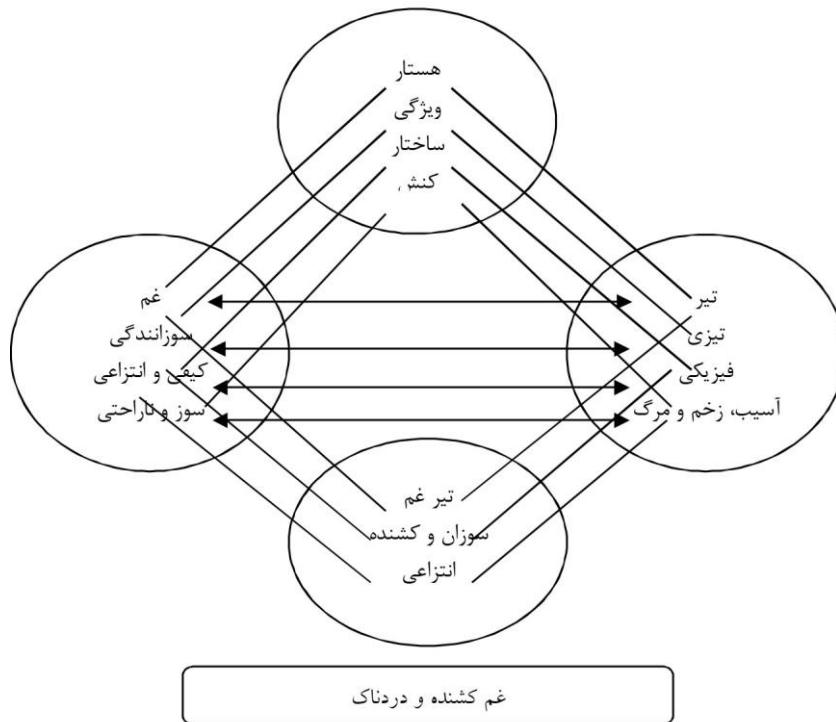 هستار
ویژگی
ساختار
کنش
تیر
تیزی
فیزیکی
آسیب، زخم و مرگ
غم
سوزانندگی
کیفی و انتزاعی
سوز و ناراحتی
تیر غم
سوزان و کشنده
انتزاعی
غم کشنده و دردناک